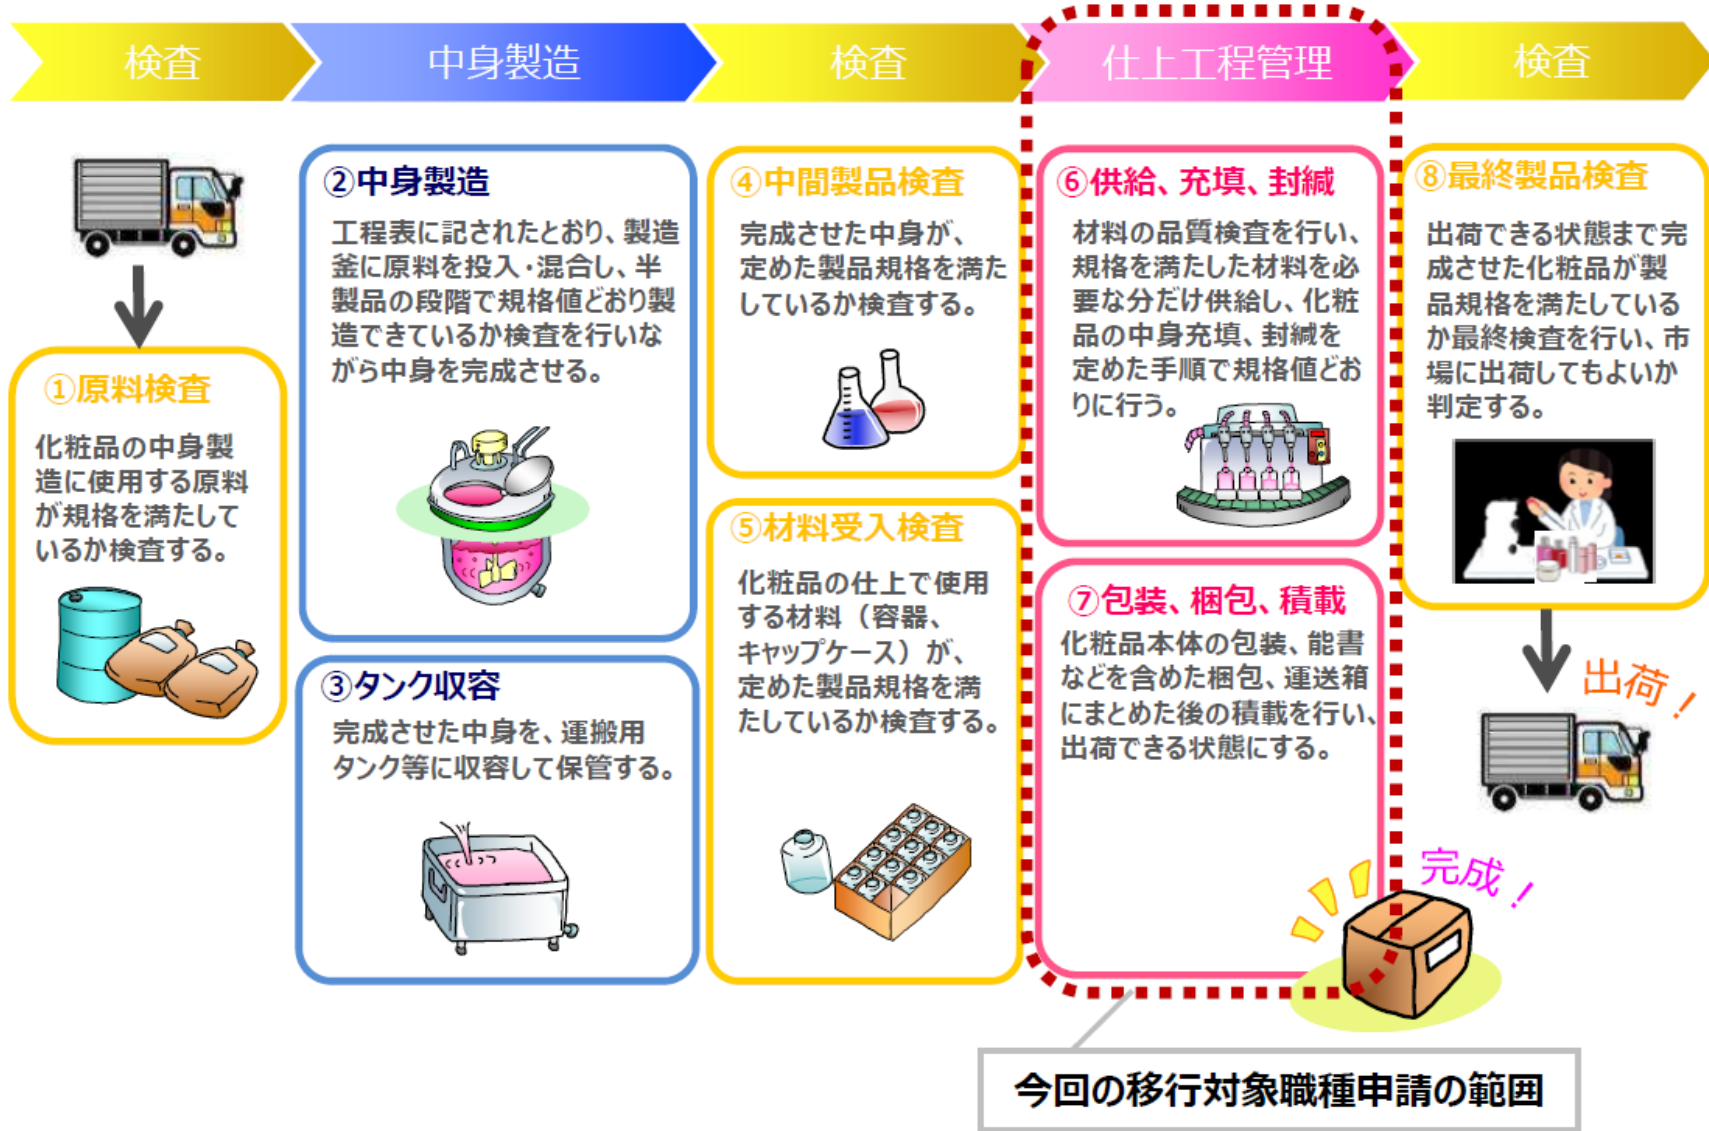 検査
中身製造
検査
仕上工程管理
検査
①原料検査
化粧品の中身製
造に使用する原料
が規格を満たして
いるか検査する。
②中身製造
工程表に記されたとおり、製造
釜に原料を投入・混合し、半
製品の段階で規格値どおり製
造できているか検査を行いな
がら中身を完成させる。
③タンク収容
完成させた中身を、運搬用
タンク等に収容して保管する。
④中間製品検査
完成させた中身が、
定めた製品規格を満た
しているか検査する。
⑤材料受入検査
化粧品の仕上で使用
する材料（容器、
キャップケース）が、
定めた製品規格を満
たしているか検査する。
⑥供給、充填、封緘
材料の品質検査を行い、
規格を満たした材料を必
要な分だけ供給し、化粧
品の中身充填、封緘を
定めた手順で規格値どお
りに行う。
⑦包装、梱包、積載
化粧品本体の包装、能書
などを含めた梱包、運送箱
にまとめた後の積載を行い、
出荷できる状態にする。
完成！
⑧最終製品検査
出荷できる状態まで完
成させた化粧品が製
品規格を満たしている
か最終検査を行い、市
場に出荷してもよいか
判定する。
出荷！
今回の移行対象職種申請の範囲